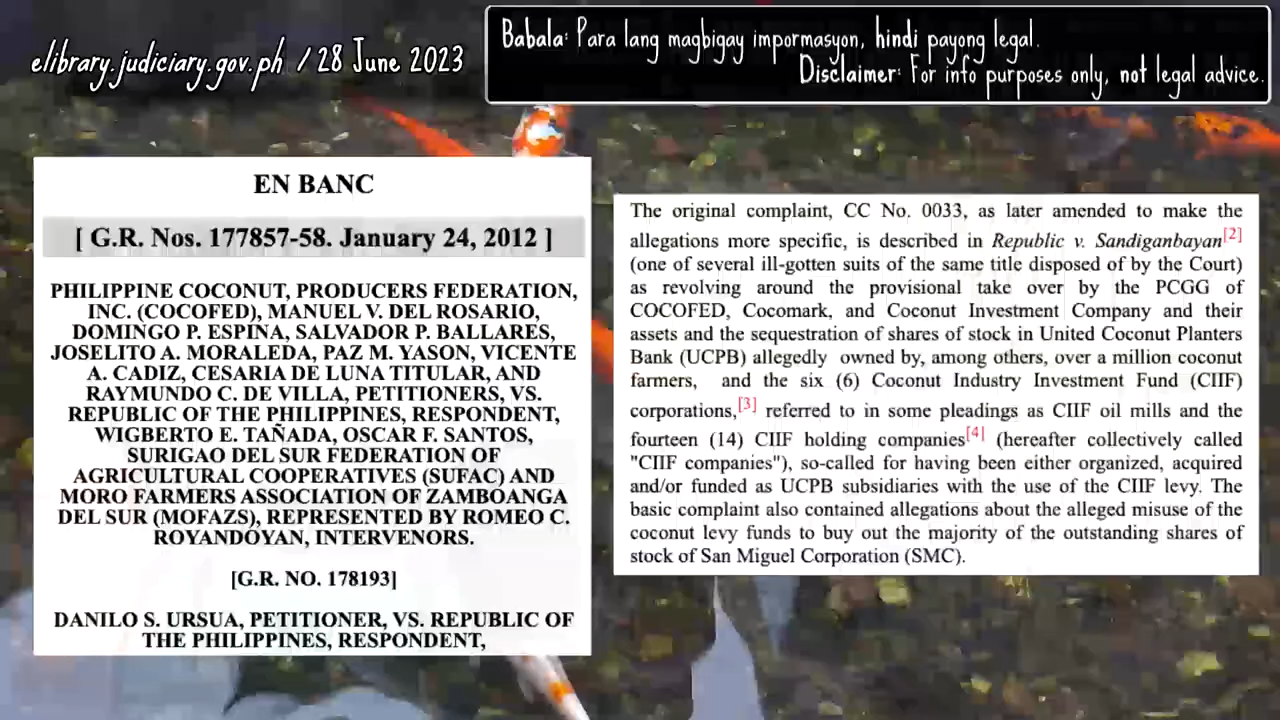 elibrary.judiciary.gov.ph / 28 June 2023
Babala: Para lang magbigay impormasyon, hindi payong legal.
Disclaimer: For info purposes only, not legal advice.
EN BANC
[ G.R. Nos. 177857-58. January 24, 2012 ]
PHILIPPINE COCONUT, PRODUCERS FEDERATION,
INC. (COCOFED), MANUEL V. DEL ROSARIO,
DOMINGO P. ESPINA, SALVADOR P. BALLARES,
JOSELITO A. MORALEDA, PAZ M. YASON, VICENTE
A. CADIZ, CESARIA DE LUNA TITULAR, AND
RAYMUNDO C. DE VILLA, PETITIONERS, VS.
REPUBLIC OF THE PHILIPPINES, RESPONDENT,
WIGBERTO E. TAÑADA, OSCAR F. SANTOS,
SURIGAO DEL SUR FEDERATION OF
AGRICULTURAL COOPERATIVES (SUFAC) AND
MORO FARMERS ASSOCIATION OF ZAMBOANGA
DEL SUR (MOFAZS), REPRESENTED BY ROMEO C.
ROYANDOYAN, INTERVENORS.
[G.R. NO. 178193]
DANILO S. URSUA, PETITIONER, VS. REPUBLIC OF
THE PHILIPPINES, RESPONDENT,
The original complaint, CC No. 0033, as later amended to make the
allegations more specific, is described in Republic v. Sandiganbayan[2]
(one of several ill-gotten suits of the same title disposed of by the Court)
as revolving around the provisional take over by the PCGG of
COCOFED, Cocomark, and Coconut Investment Company and their
assets and the sequestration of shares of stock in United Coconut Planters
Bank (UCPB) allegedly owned by, among others, over a million coconut
farmers, and the six (6) Coconut Industry Investment Fund (CIIF)
corporations,[3] referred to in some pleadings as CIIF oil mills and the
fourteen (14) CIIF holding companies[4] (hereafter collectively called
"CIIF companies"), so-called for having been either organized, acquired
and/or funded as UCPB subsidiaries with the use of the CIIF levy. The
basic complaint also contained allegations about the alleged misuse of the
coconut levy funds to buy out the majority of the outstanding shares of
stock of San Miguel Corporation (SMC).